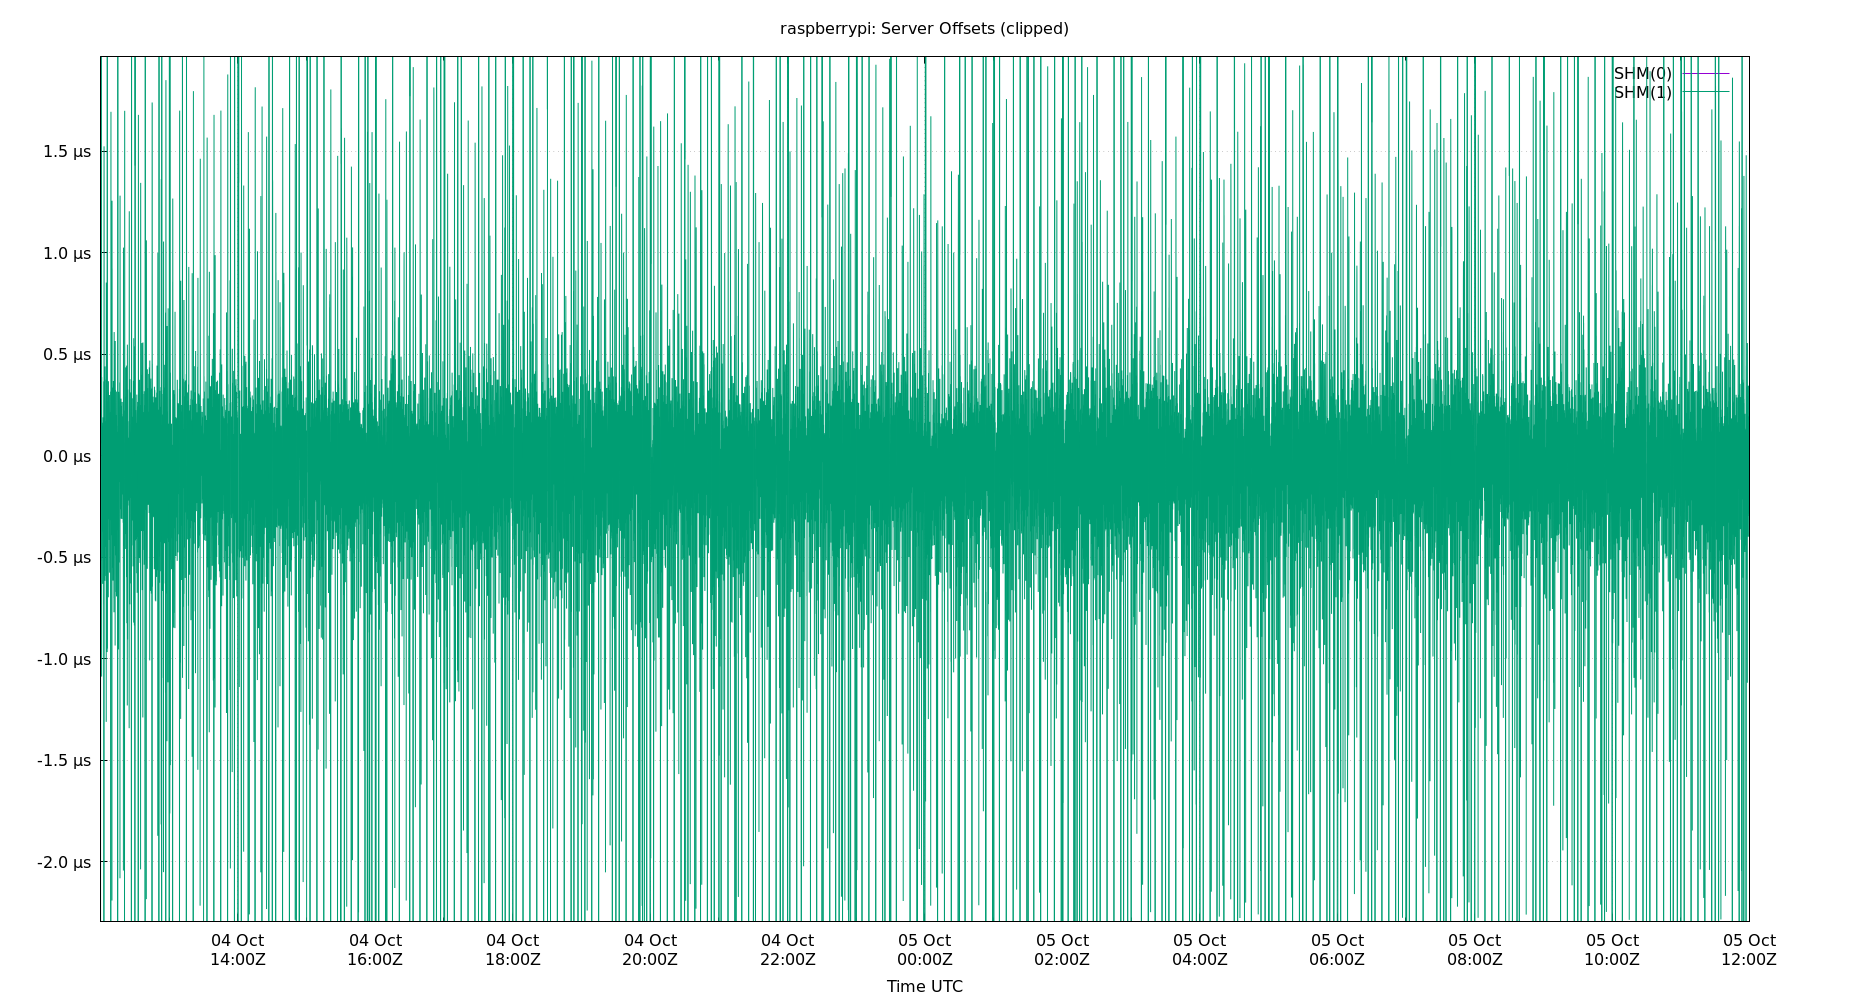 raspberrypi: Server Offsets (clipped)
SHM(0)
SHM(1)
1.5 µs
1.0 µs
0.5 µs
0.0 µs
-0.5 µs
-1.0 µs
-1.5 µs
-2.0 µs
04 Oct 04 Oct 04 Oct 04 Oct 04 Oct 05 Oct 05 Oct 05 Oct 05 Oct 05 Oct 05 Oct 05 Oct
14:00Z 16:00Z 18:00Z 20:00Z 22:00Z 00:00Z 02:00Z 04:00Z 06:00Z 08:00Z 10:00Z 12:00Z
Time UTC